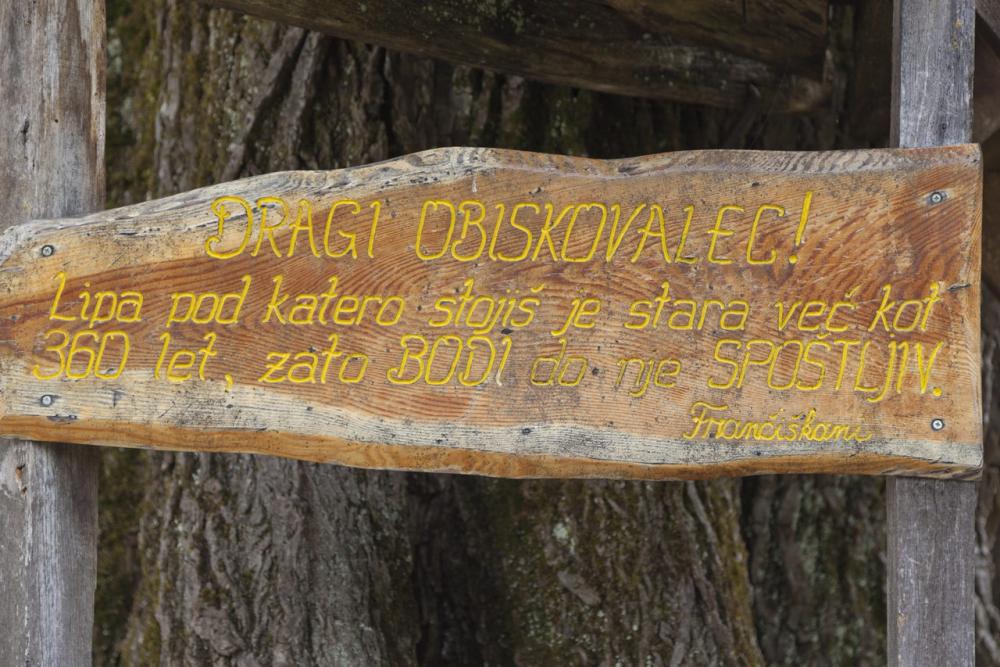 DRAGI OBISKOVALEC!
Lipa pod katero stojiš je stara več kot
360 let, zato BODI do nje SPOŠTLJIV.
Frančiškani